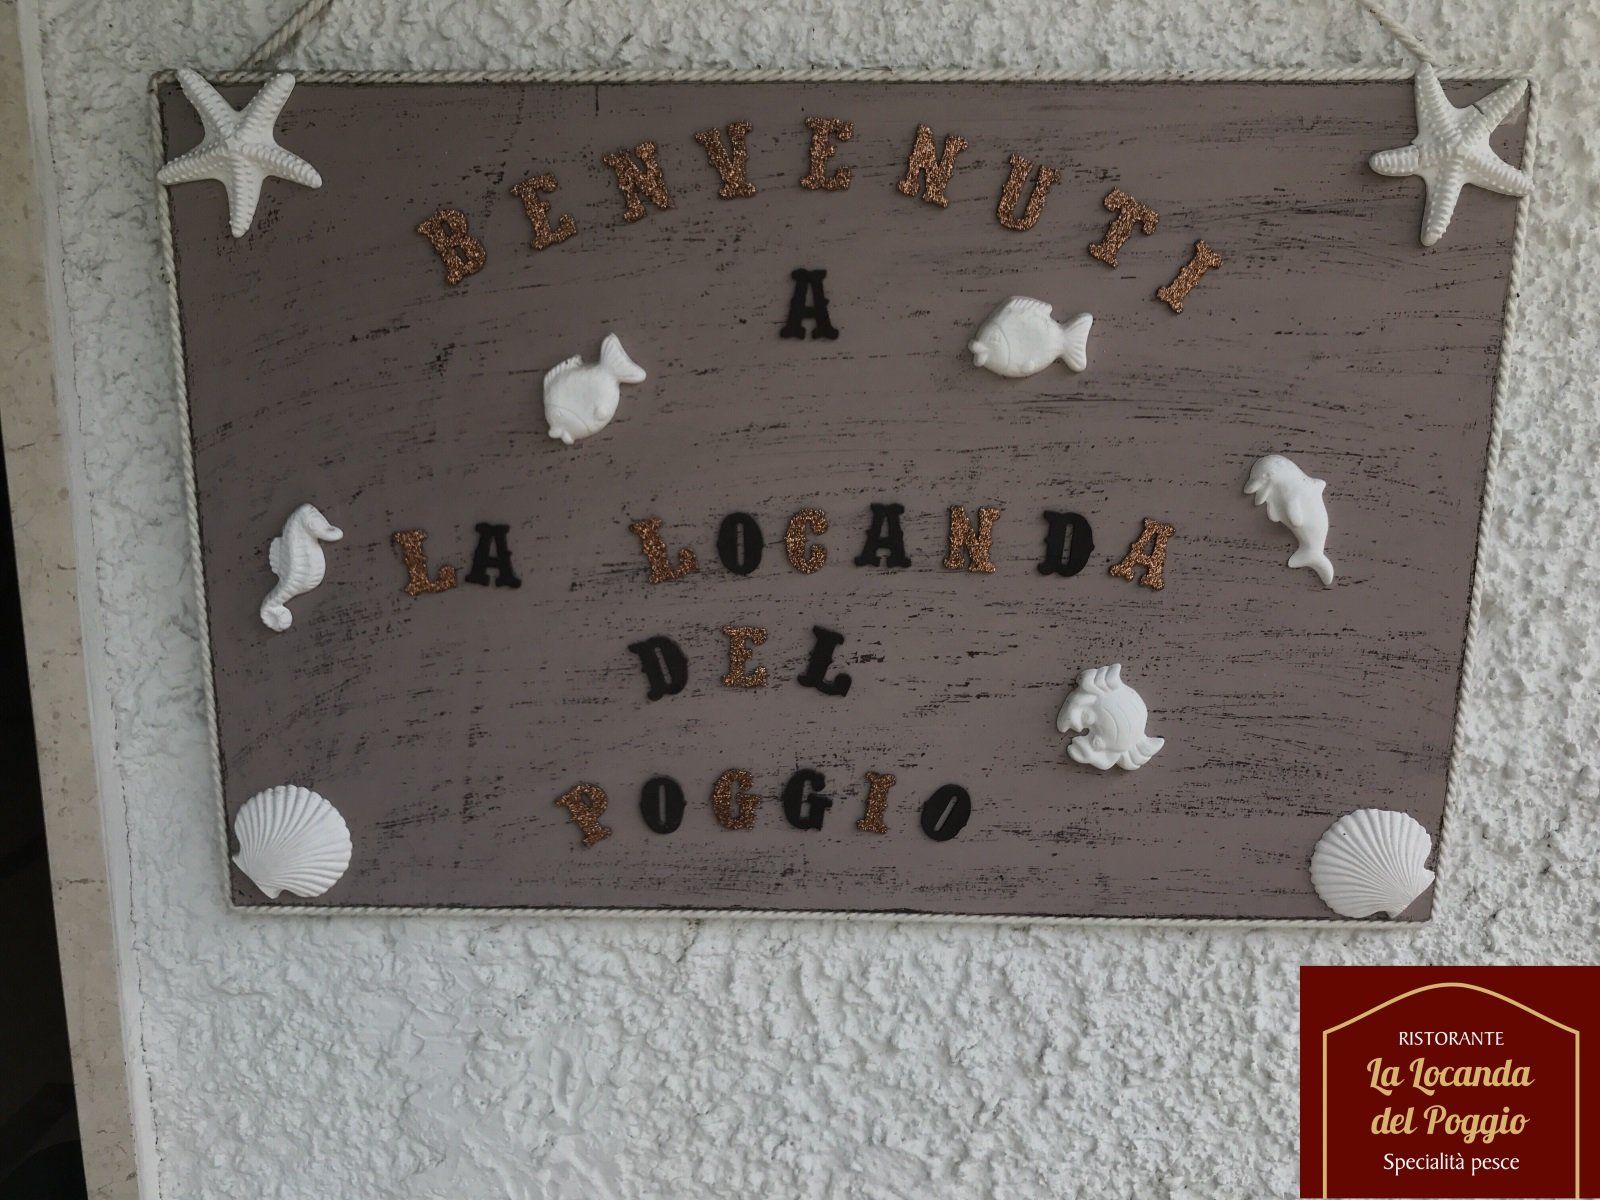 BENVENUTI
A
LA LOCANDA
DEL
POGGIO
RISTORANTE
La Locanda
del Poggio
Specialità pesce